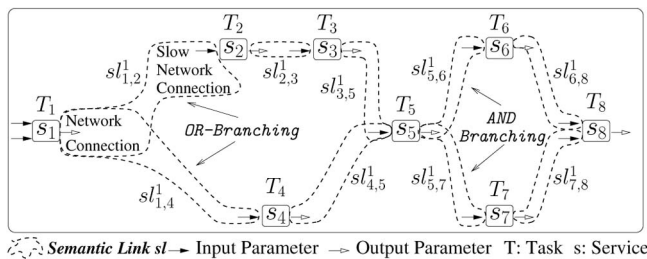 T2
T3
T6
Slow
s2
s3
s6
sl^1_{1,2}
Network
sl^1_{2,3}
sl^1_{5,6}
sl^1_{6,8}
Connection
sl^1_{3,5}
T1
T5
T8
s1
Network
OR-Branching
s5
AND
s8
Connection
Branching
T4
sl^1_{4,5}
sl^1_{5,7}
T7
sl^1_{7,8}
sl^1_{1,4}
s4
s7
Semantic Link sl Input Parameter Output Parameter T: Task s: Service